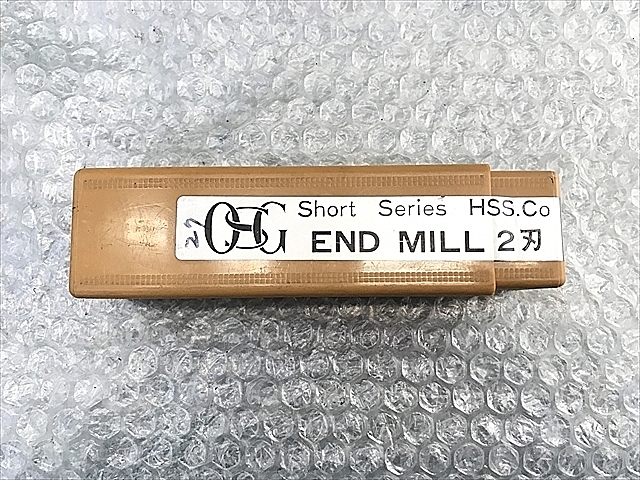 OSG Short Series HSS.Co
END MILL 2刃